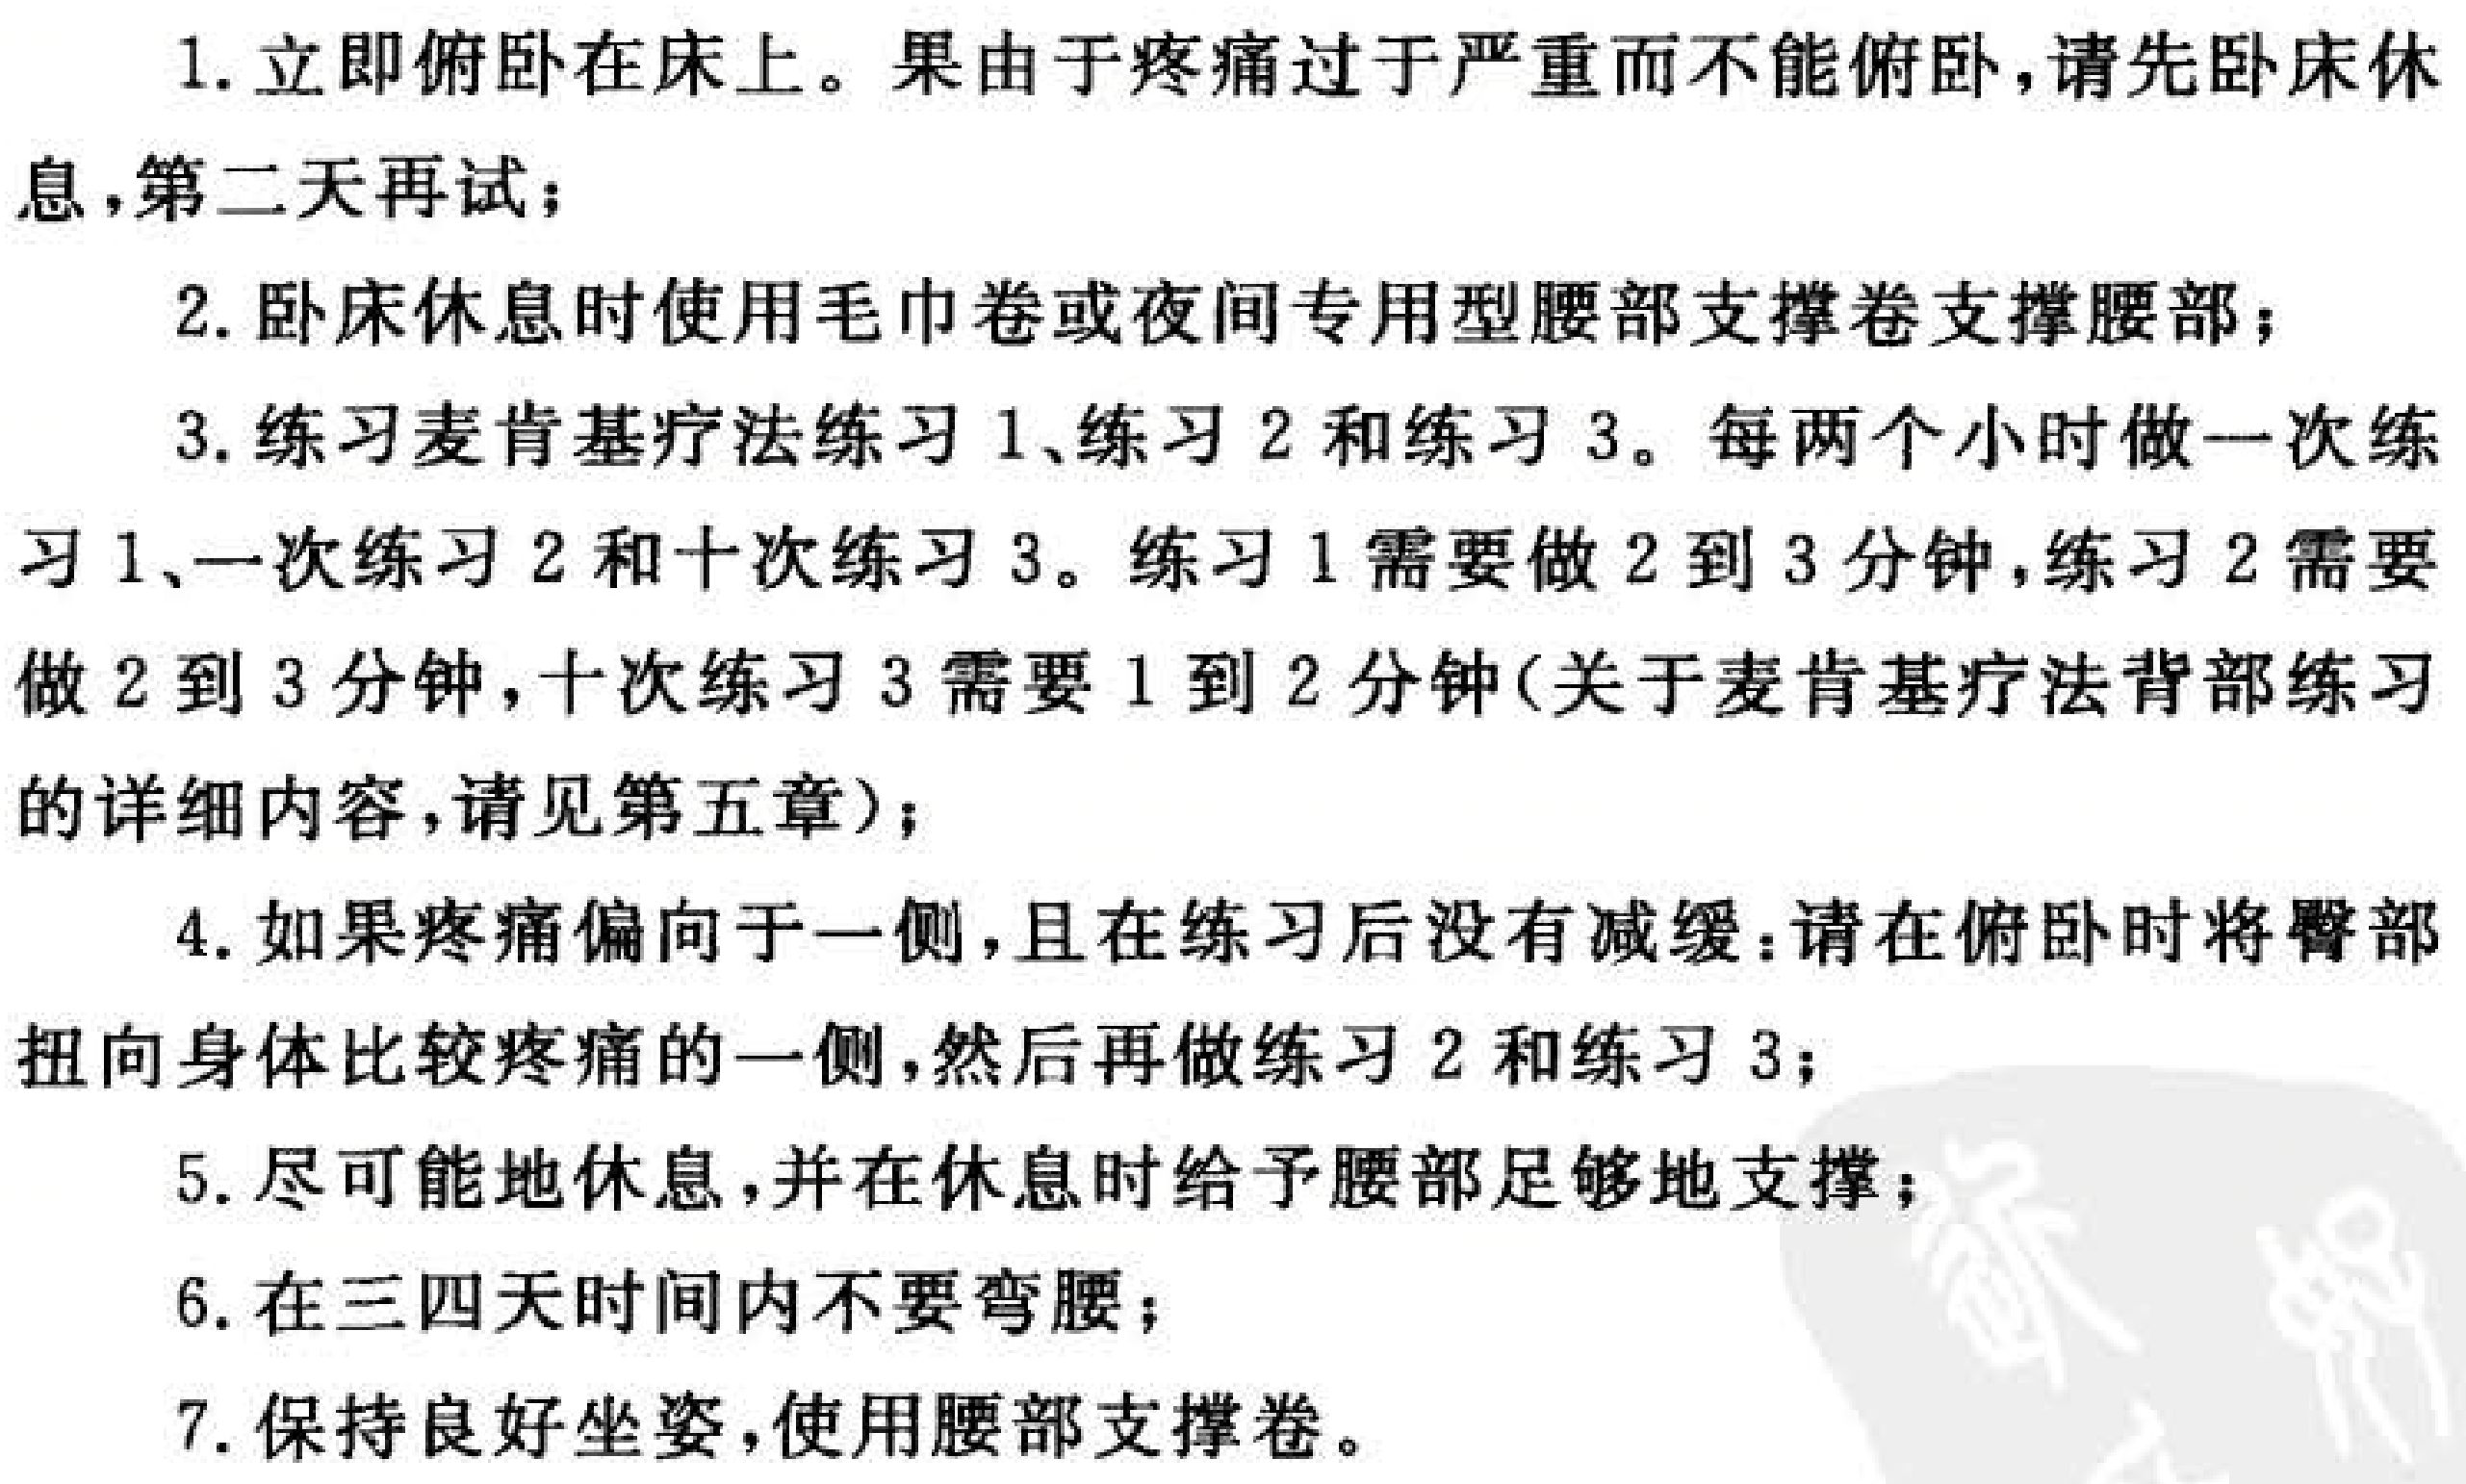 1. 立即俯卧在床上。果由于疼痛过于严重而不能俯卧,请先卧床休
息,第二天再试;
2. 卧床休息时使用毛巾卷或夜间专用型腰部支撑卷支撑腰部;
3. 练习麦肯基疗法练习 1、练习 2 和练习 3。每两个小时做一次练
习 1、一次练习 2 和十次练习 3。练习 1 需要做 2 到 3 分钟,练习 2 需要
做 2 到 3 分钟,十次练习 3 需要 1 到 2 分钟(关于麦肯基疗法背部练习
的详细内容,请见第五章);
4. 如果疼痛偏向于一侧,且在练习后没有减缓:请在俯卧时将臀部
扭向身体比较疼痛的一侧,然后再做练习 2 和练习 3;
5. 尽可能地休息,并在休息时给予腰部足够地支撑;
6. 在三四天时间内不要弯腰;
7. 保持良好坐姿,使用腰部支撑卷。